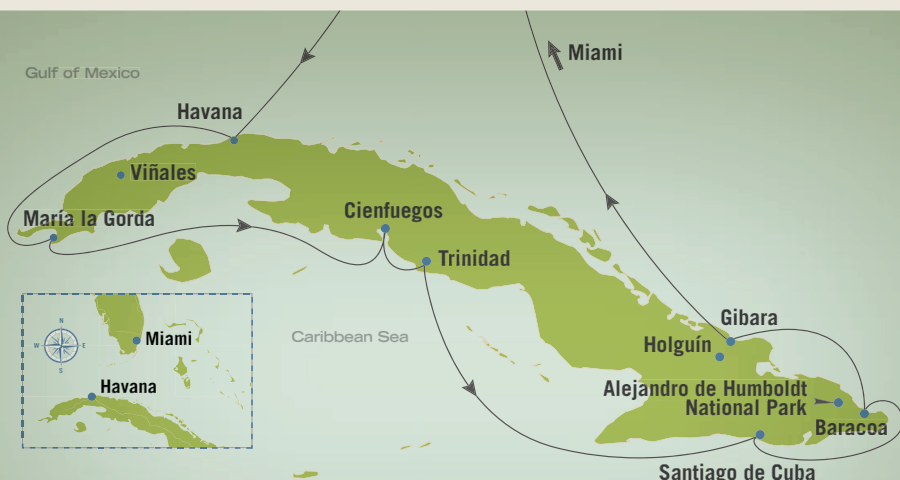 Miami
Gulf of Mexico
Havana
Viñales
María la Gorda
Cienfuegos
Trinidad
Caribbean Sea
Gibara
Holguín
Alejandro de Humboldt
National Park
Baracoa
Santiago de Cuba
N
W
E
S
Miami
Havana